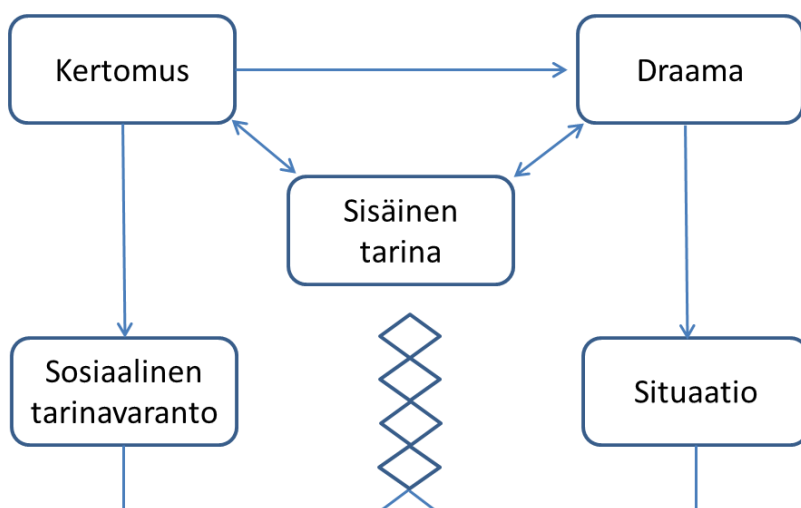 Kertomus
Draama
Sisäinen
tarina
Sosiaalinen
tarinavaranto
Situaatio